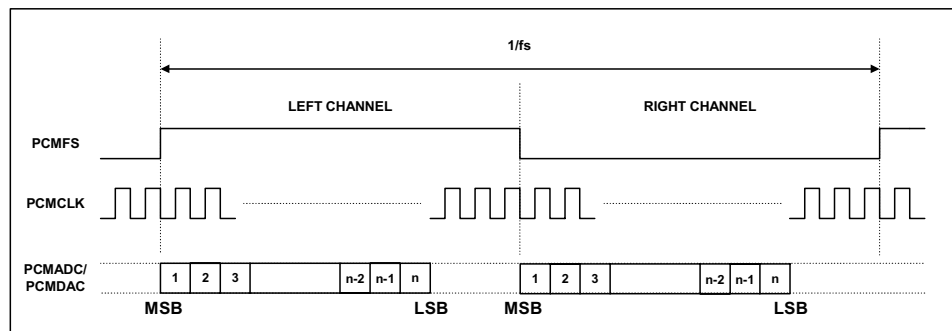 1/fs
LEFT CHANNEL RIGHT CHANNEL
PCMFS
PCMCLK
PCMADC/
PCMDAC
1 2 3 n-2 n-1 n 1 2 3 n-2 n-1 n
MSB LSB MSB LSB